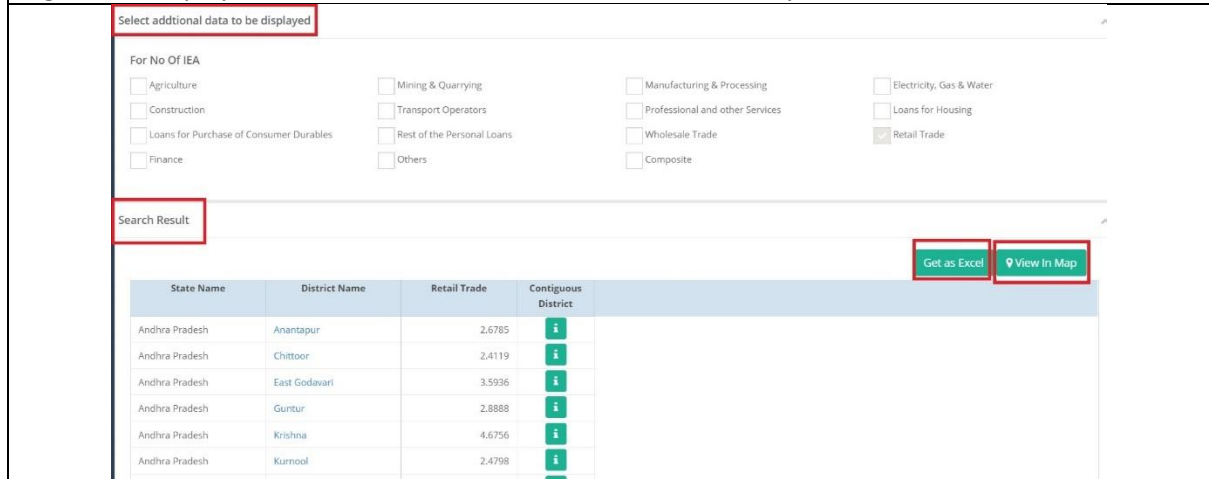 Select addtional data to be displayed
For No Of IEA
Agriculture Mining & Quarrying Manufacturing & Processing Electricity, Gas & Water
Construction Transport Operators Professional and other Services Loans for Housing
Loans for Purchase of Consumer Durables Rest of the Personal Loans Wholesale Trade Retail Trade
Finance Others Composite
Search Result
Get as Excel View In Map
State Name District Name Retail Trade Contiguous
District
Andhra Pradesh Anantapur 2.6785 i
Andhra Pradesh Chittoor 2.4119 i
Andhra Pradesh East Godavari 3.5936 i
Andhra Pradesh Guntur 2.8888 i
Andhra Pradesh Krishna 4.6756 i
Andhra Pradesh Kurnool 2.4798 i